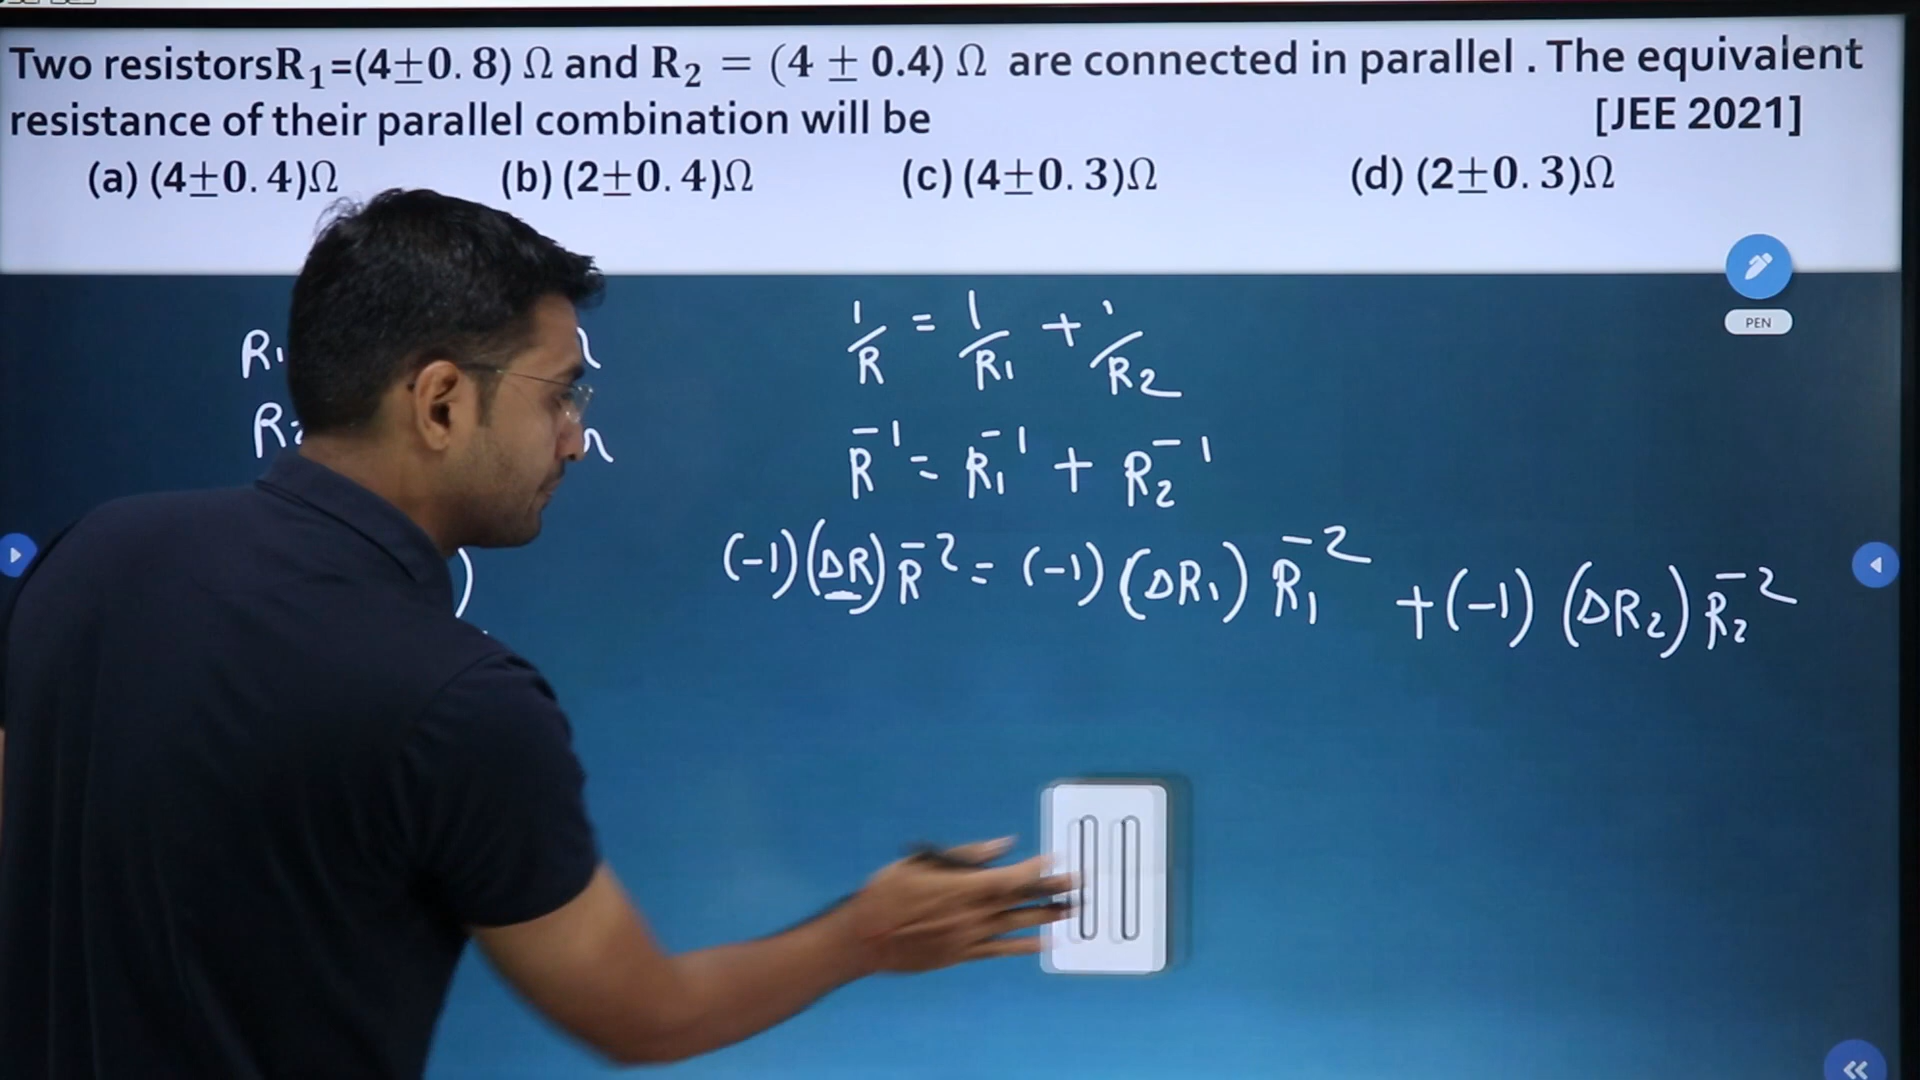 Two resistorsR₁=(4±0.8) Ω and R₂ = (4 ± 0.4) Ω are connected in parallel . The equivalent
resistance of their parallel combination will be [JEE 2021]
(a) (4±0.4)Ω (b) (2±0.4)Ω (c) (4±0.3)Ω (d) (2±0.3)Ω
PEN
R₁
R₂
1/R = 1/R₁ + 1/R₂
R⁻¹ = R₁⁻¹ + R₂⁻¹
(-1)(ΔR) R⁻² = (-1) (ΔR₁) R₁⁻² + (-1) (ΔR₂) R₂⁻²